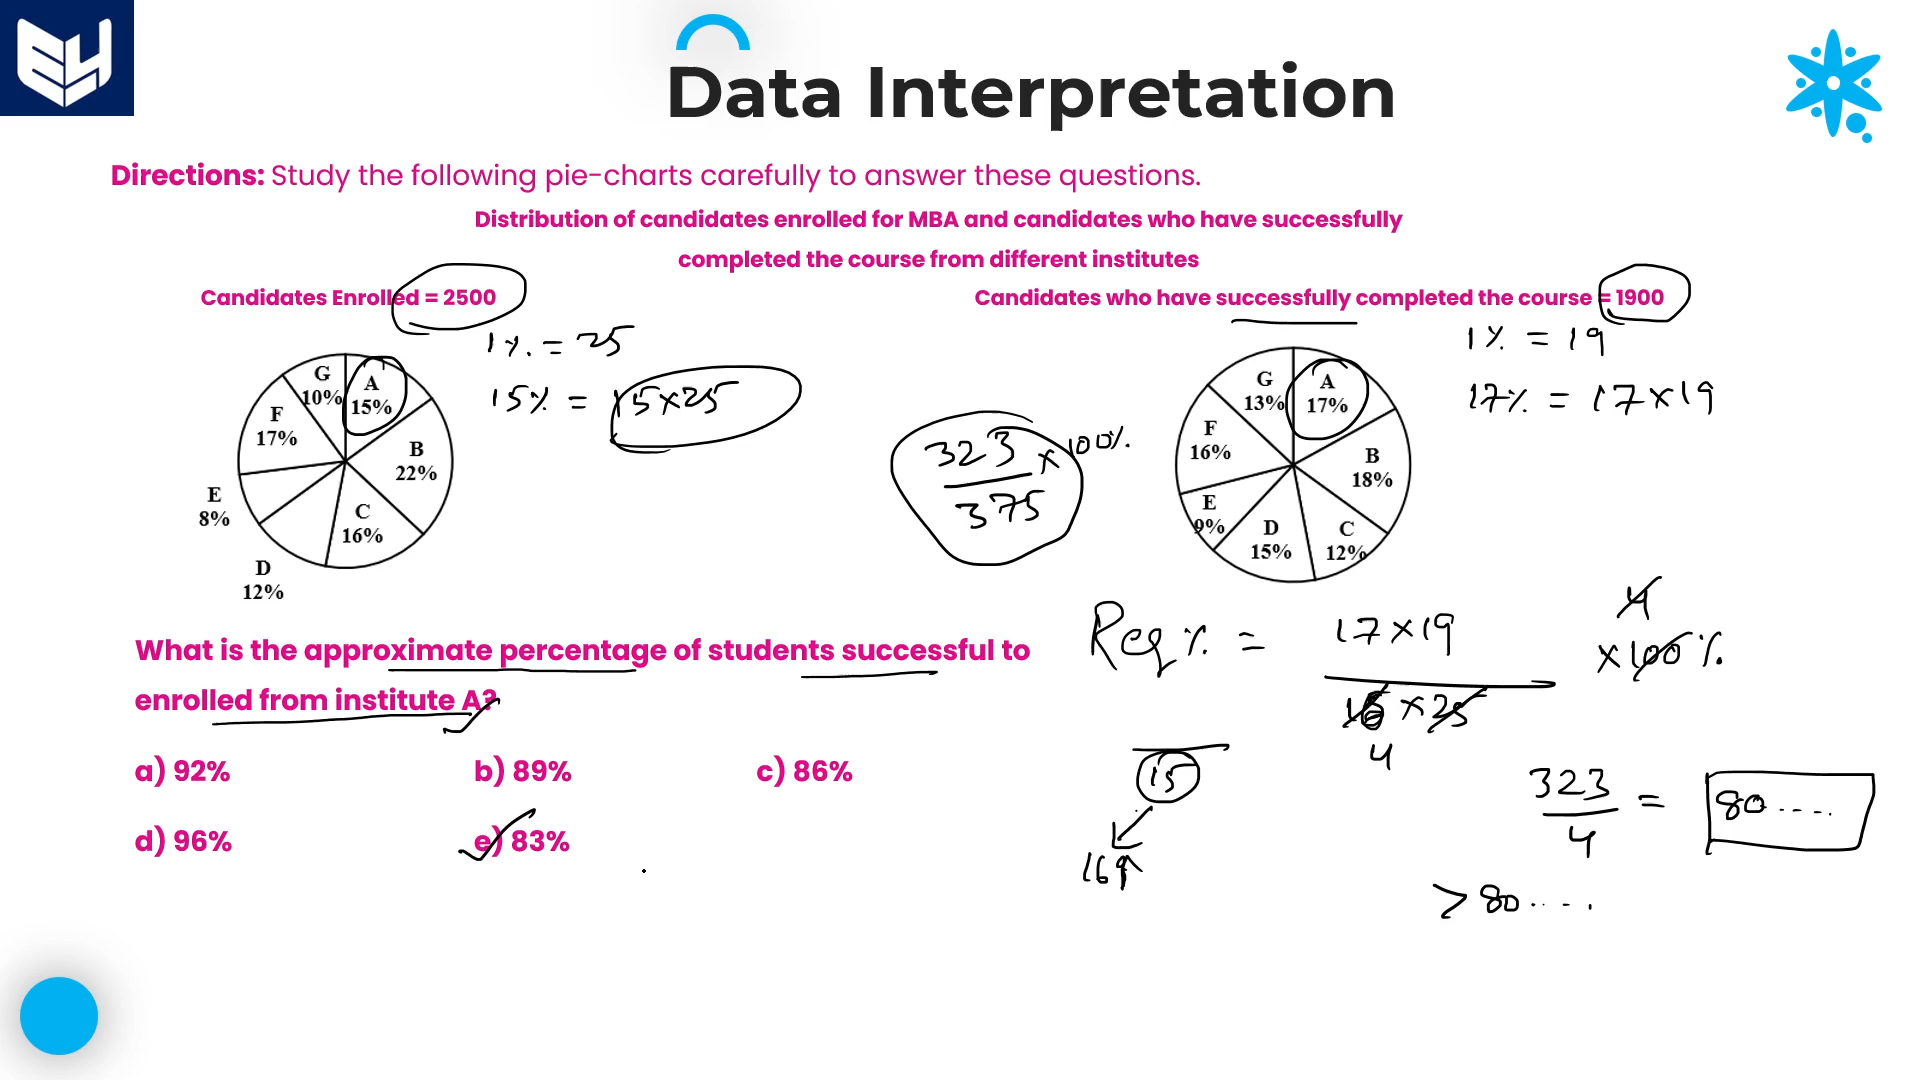 EY
Data Interpretation
Directions: Study the following pie-charts carefully to answer these questions.
Distribution of candidates enrolled for MBA and candidates who have successfully
completed the course from different institutes
Candidates Enrolled = 2500
Candidates who have successfully completed the course = 1900
1% = 25
15% = 15×25
G
10%
A
15%
F
17%
B
22%
E
8%
C
16%
D
12%
323
375
×100%
1% = 19
17% = 17×19
G
13%
A
17%
F
16%
B
18%
E
9%
D
15%
C
12%
What is the approximate percentage of students successful to
enrolled from institute A?
a) 92%
b) 89%
c) 86%
d) 96%
e) 83%
Req % = 17×19
×100%
4
×25
4
15
16
323
4
= 80....
> 80....